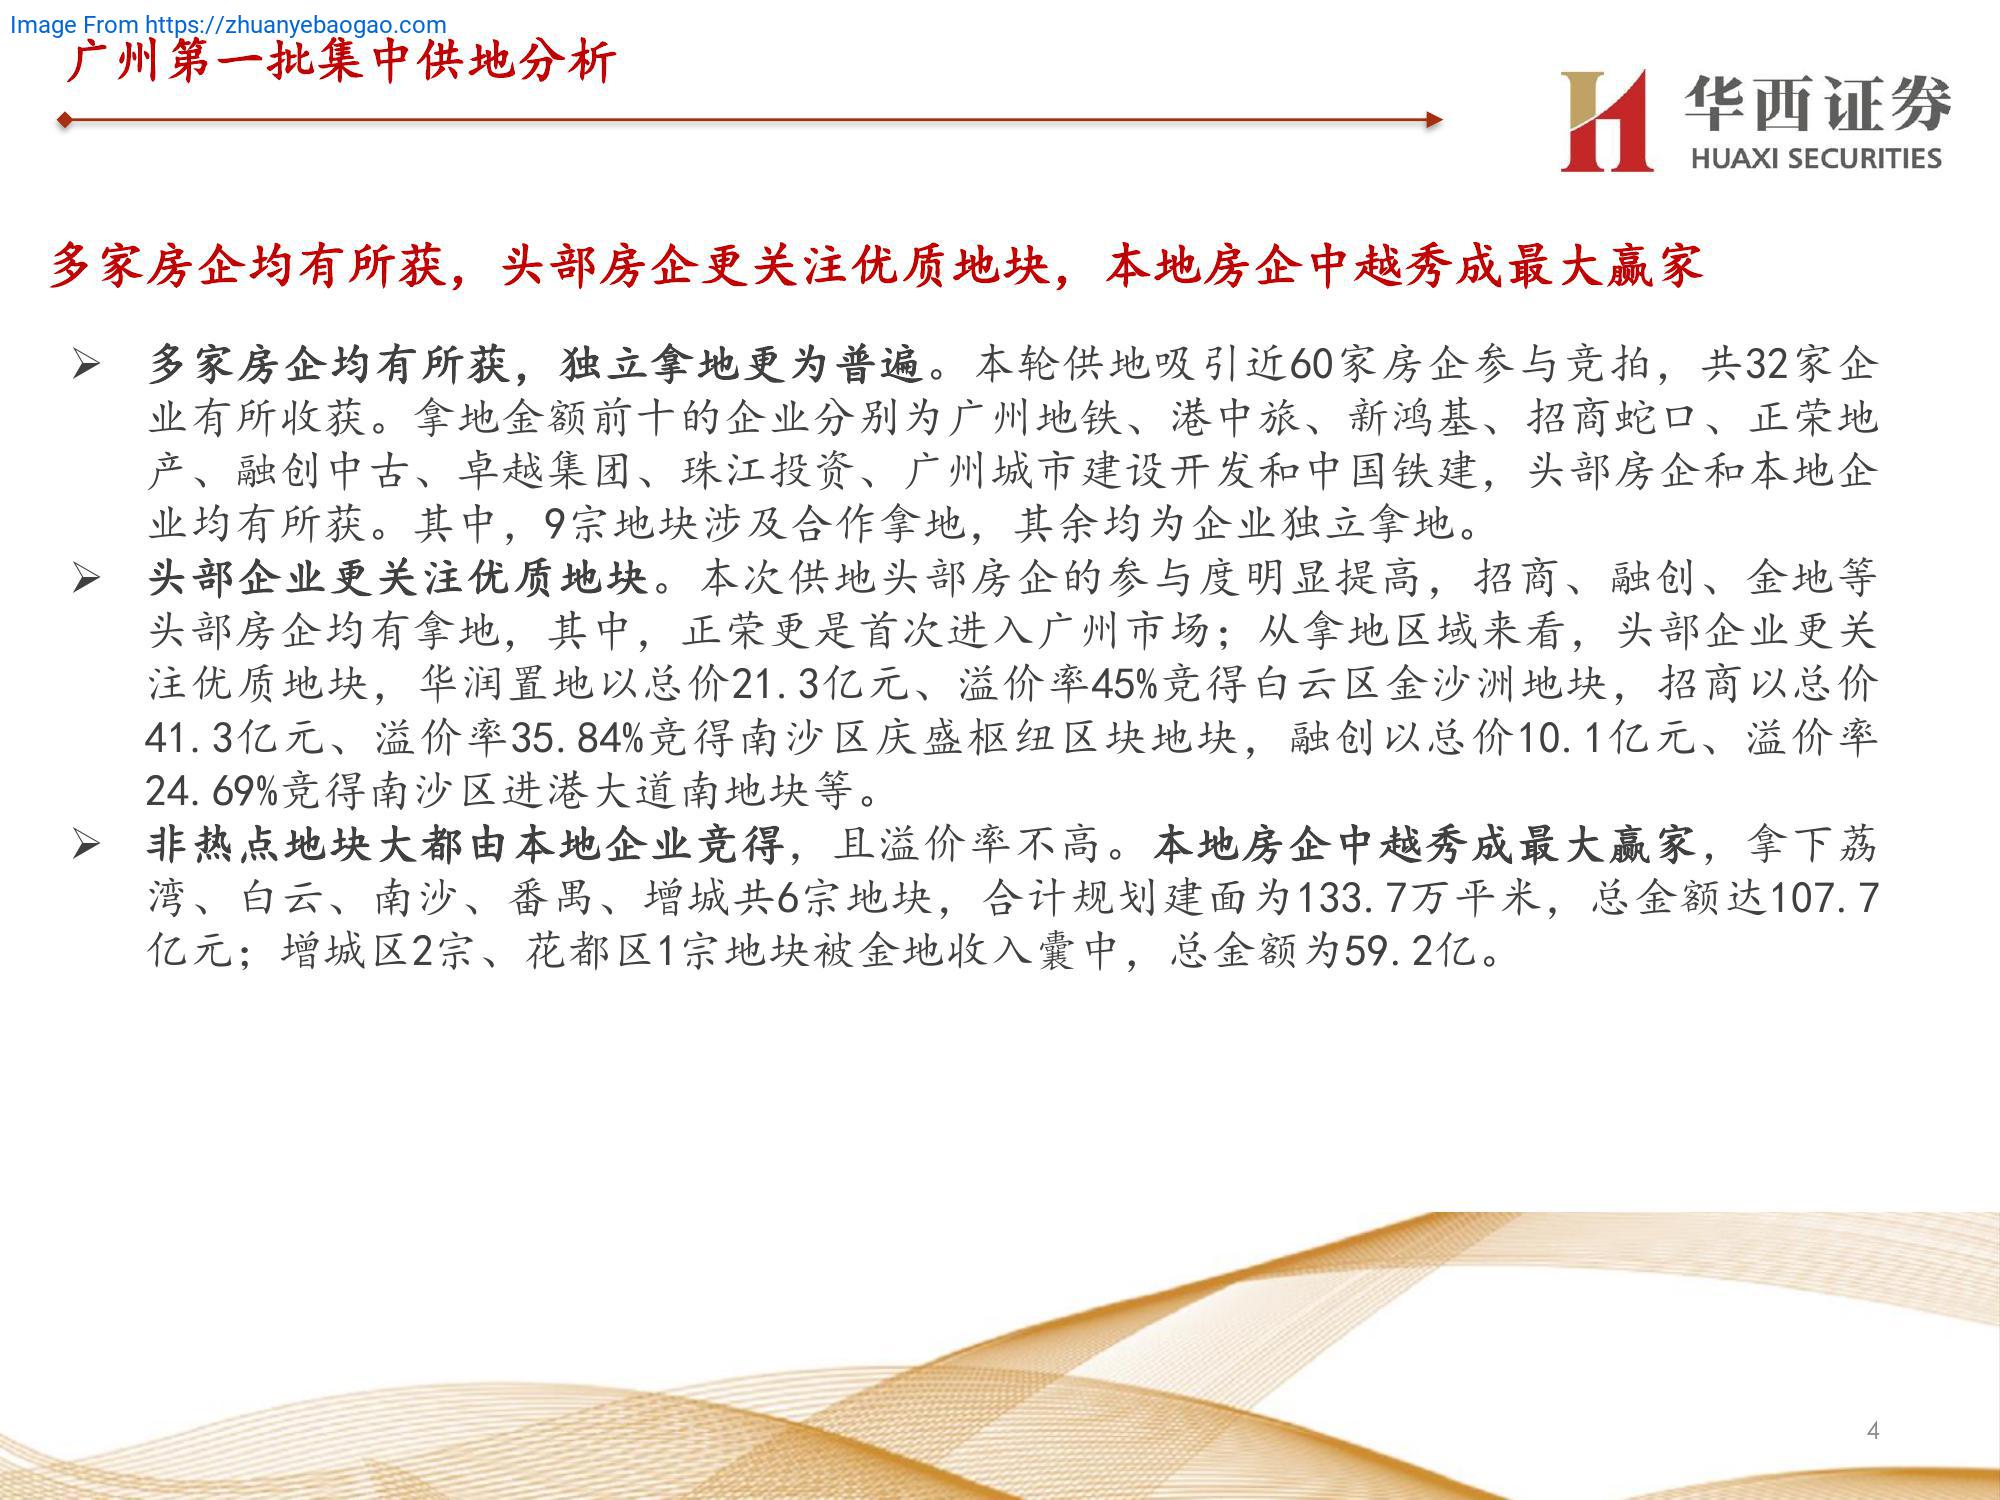 Image From https://zhuanyebaogao.com
广州第一批集中供地分析
华西证券
HUAXI SECURITIES
多家房企均有所获，头部房企更关注优质地块，本地房企中越秀成最大赢家
➢ 多家房企均有所获，独立拿地更为普遍。本轮供地吸引近60家房企参与竞拍，共32家企
业有所收获。拿地金额前十的企业分别为广州地铁、港中旅、新鸿基、招商蛇口、正荣地
产、融创中古、卓越集团、珠江投资、广州城市建设开发和中国铁建，头部房企和本地企
业均有所获。其中，9宗地块涉及合作拿地，其余均为企业独立拿地。
➢ 头部企业更关注优质地块。本次供地头部房企的参与度明显提高，招商、融创、金地等
头部房企均有拿地，其中，正荣更是首次进入广州市场；从拿地区域来看，头部企业更关
注优质地块，华润置地以总价21.3亿元、溢价率45%竞得白云区金沙洲地块，招商以总价
41.3亿元、溢价率35.84%竞得南沙区庆盛枢纽区块地块，融创以总价10.1亿元、溢价率
24.69%竞得南沙区进港大道南地块等。
➢ 非热点地块大都由本地企业竞得，且溢价率不高。本地房企中越秀成最大赢家，拿下荔
湾、白云、南沙、番禺、增城共6宗地块，合计规划建面为133.7万平米，总金额达107.7
亿元；增城区2宗、花都区1宗地块被金地收入囊中，总金额为59.2亿。
4